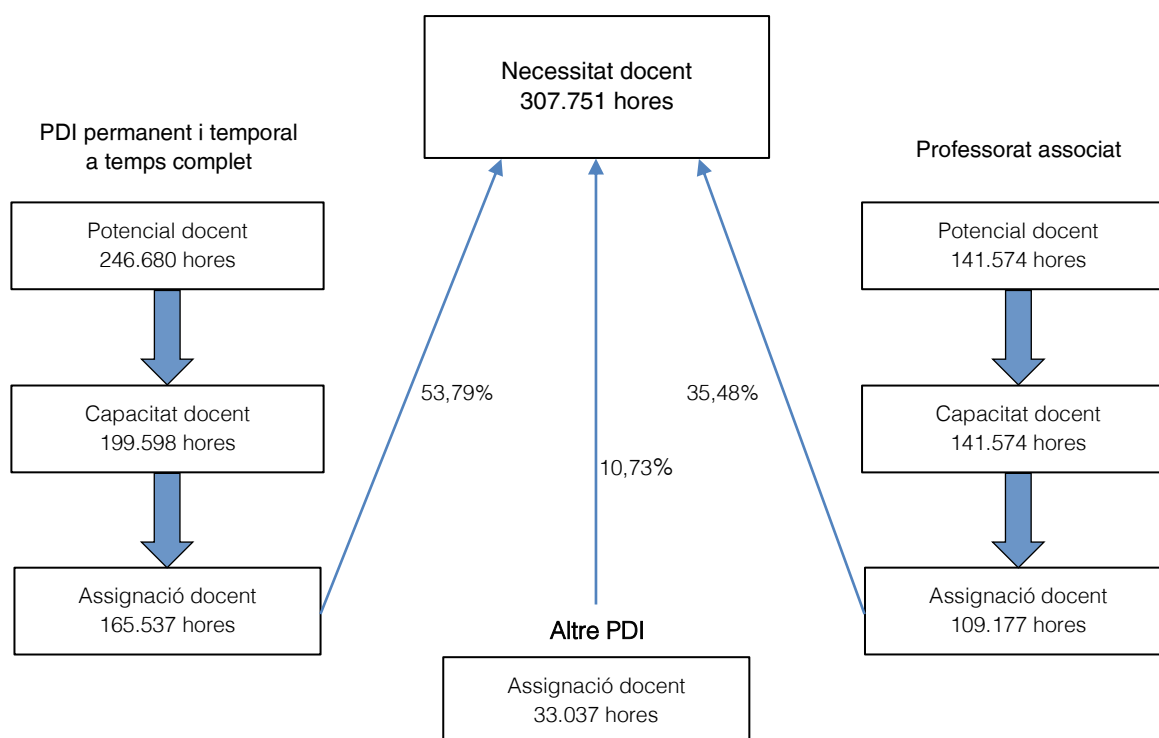 Necessitat docent
307.751 hores
PDI permanent i temporal
a temps complet
Professorat associat
Potencial docent
246.680 hores
Potencial docent
141.574 hores
53,79%
35,48%
Capacitat docent
199.598 hores
Capacitat docent
141.574 hores
10,73%
Assignació docent
165.537 hores
Assignació docent
109.177 hores
Altre PDI
Assignació docent
33.037 hores